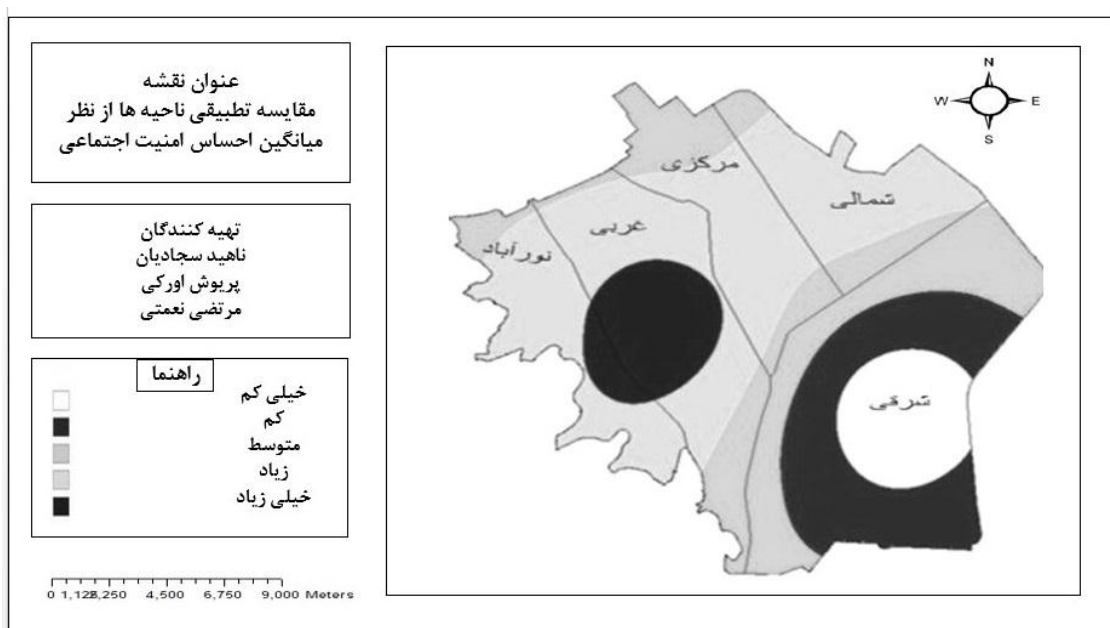 عنوان نقشه
مقایسه تطبیقی ناحیه ها از نظر
میانگین احساس امنیت اجتماعی
تهیه کنندگان
ناهید سجادیان
پریوش اورکی
مرتضی نعمتی
راهنما
خیلی کم
کم
متوسط
زیاد
خیلی زیاد
0 1,125 2,250 4,500 6,750 9,000 Meters
N
W E
S
مرکزی
شمالی
غربی
نورآباد
شرقی